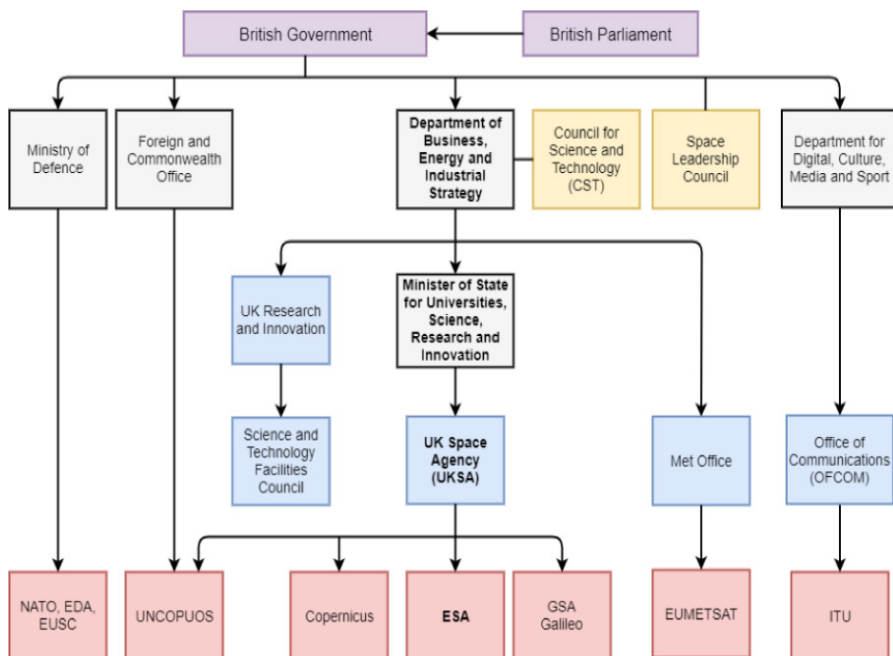 British Government
British Parliament
Ministry of
Defence
Foreign and
Commonwealth
Office
Department of
Business,
Energy and
Industrial
Strategy
Council for
Science and
Technology
(CST)
Space
Leadership
Council
Department for
Digital, Culture,
Media and Sport
UK Research
and Innovation
Minister of State
for Universities,
Science,
Research and
Innovation
Science and
Technology
Facilities
Council
UK Space
Agency
(UKSA)
Met Office
Office of
Communications
(OFCOM)
NATO, EDA,
EUSC
UNCOPUOS
Copernicus
ESA
GSA
Galileo
EUMETSAT
ITU